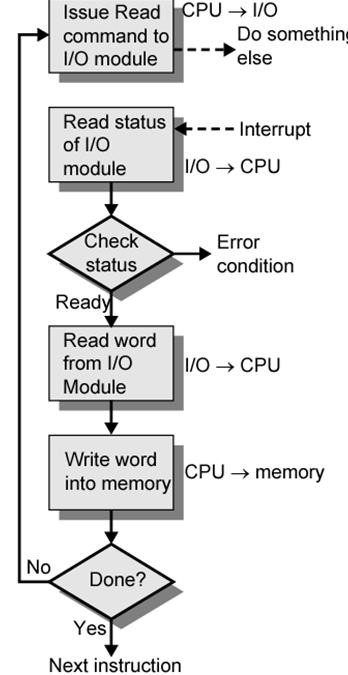 Issue Read
command to
I/O module
CPU → I/O
Do something
else
Read status
of I/O
module
Interrupt
I/O → CPU
Check
status
Error
condition
Ready
Read word
from I/O
Module
I/O → CPU
Write word
into memory
CPU → memory
No
Done?
Yes
Next instruction